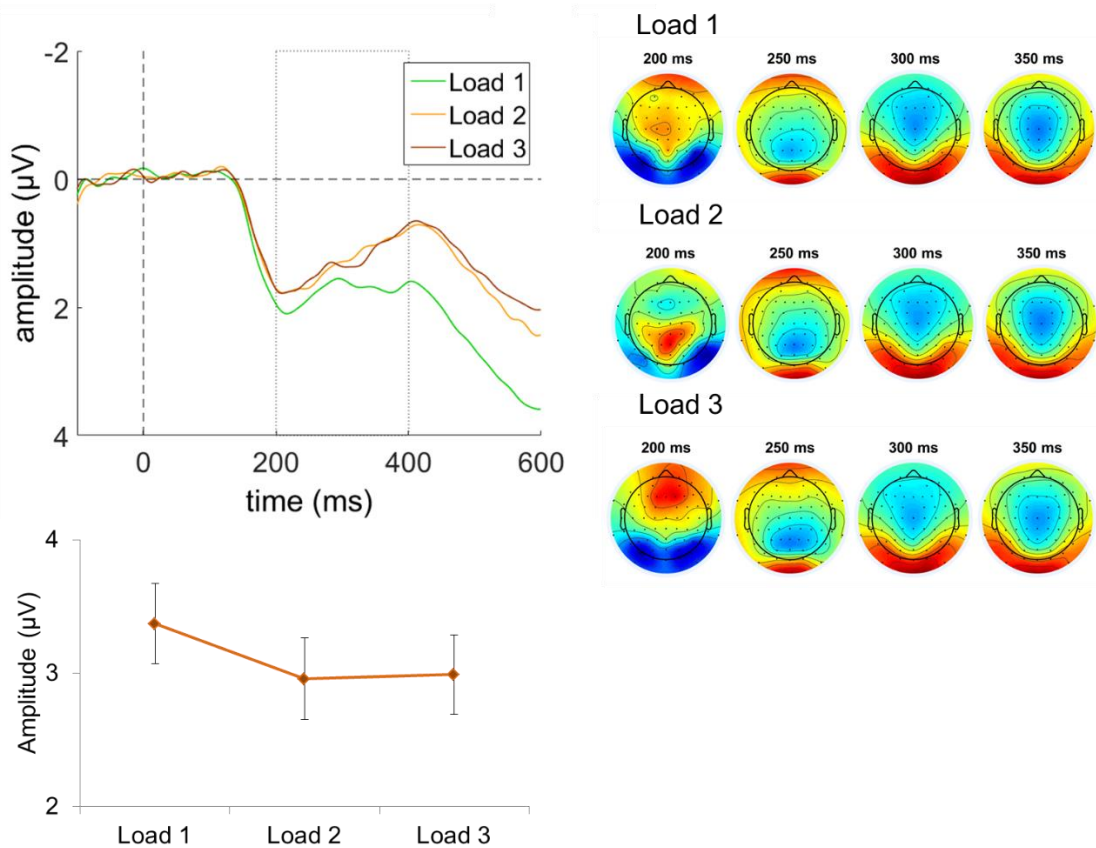 -2
0
2
4
amplitude (µV)
Load 1
Load 2
Load 3
0 200 400 600
time (ms)
Load 1
200 ms 250 ms 300 ms 350 ms
Load 2
200 ms 250 ms 300 ms 350 ms
Load 3
200 ms 250 ms 300 ms 350 ms
4
3
2
Amplitude (µV)
Load 1 Load 2 Load 3